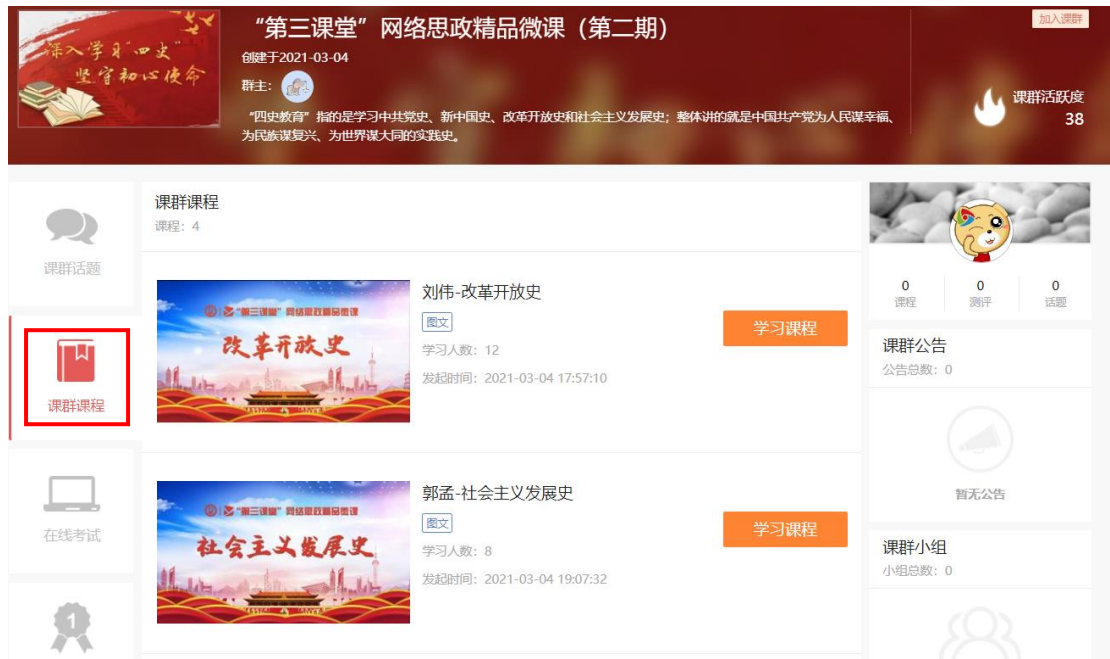 “第三课堂”网络思政精品微课（第二期）
加入课群
创建于2021-03-04
群主：
深入学习“四史”
坚守初心使命
“四史教育”指的是学习中共党史、新中国史、改革开放史和社会主义发展史；整体讲的就是中国共产党为人民谋幸福、
为民族谋复兴、为世界谋大同的实践史。
课群活跃度
38
课群话题
课群课程
在线考试
1
课群课程
课程：4
“第三课堂”网络思政精品微课
改革开放史
刘伟-改革开放史
图文
学习人数：12
发起时间：2021-03-04 17:57:10
学习课程
“第三课堂”网络思政精品微课
社会主义发展史
郭孟-社会主义发展史
图文
学习人数：8
发起时间：2021-03-04 19:07:32
学习课程
0 0 0
课程 测评 话题
课群公告
公告总数：0
暂无公告
课群小组
小组总数：0